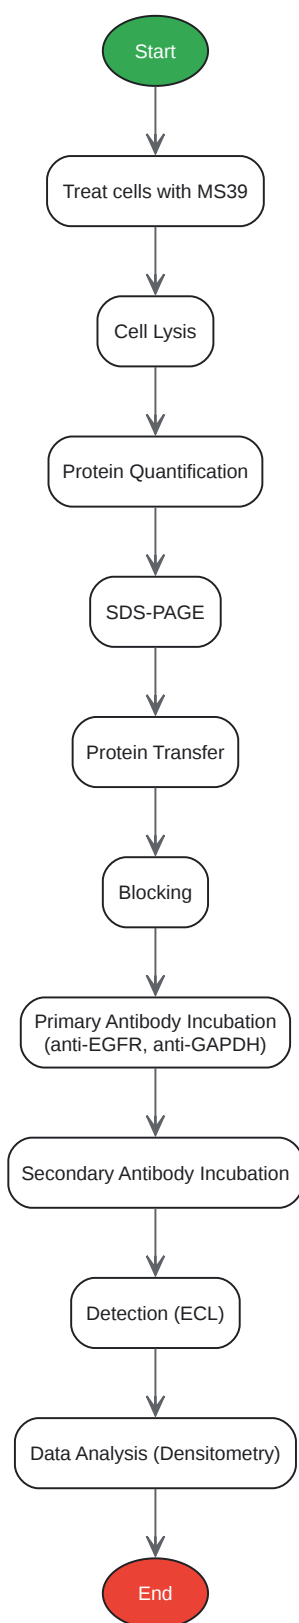 Start
Treat cells with MS39
Cell Lysis
Protein Quantification
SDS-PAGE
Protein Transfer
Blocking
Primary Antibody Incubation
(anti-EGFR, anti-GAPDH)
Secondary Antibody Incubation
Detection (ECL)
Data Analysis (Densitometry)
End